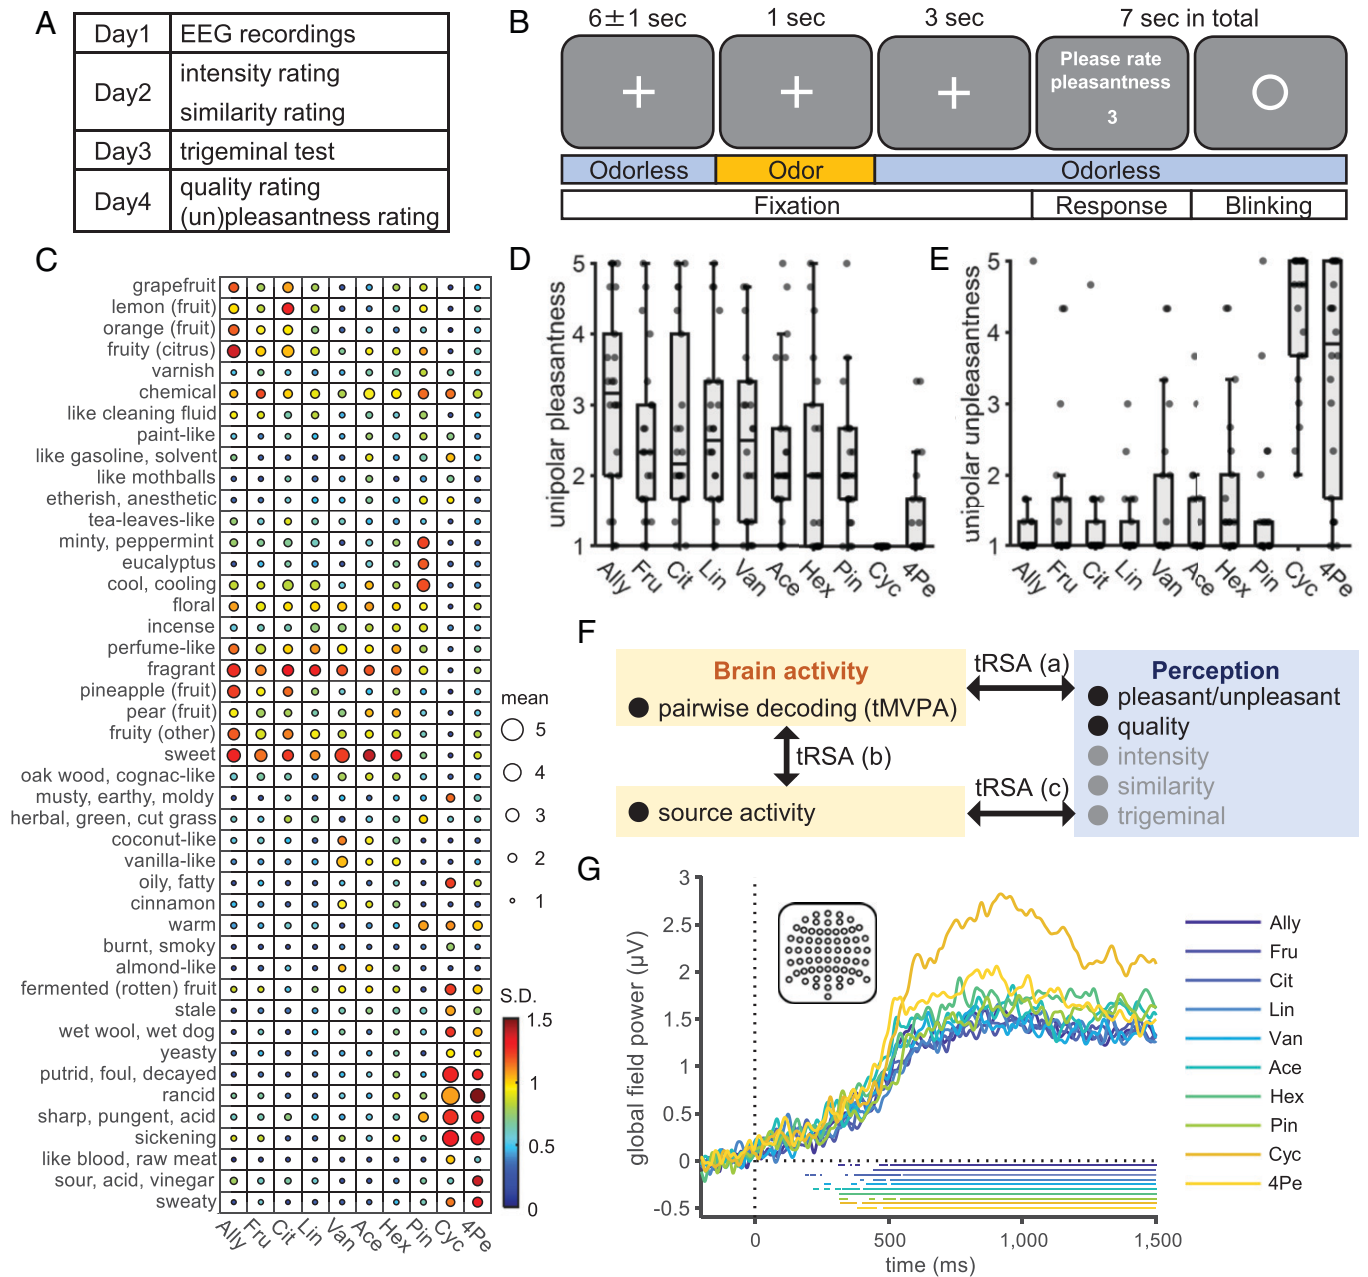 A
Day1 EEG recordings
Day2 intensity rating
similarity rating
Day3 trigeminal test
Day4 quality rating
(un)pleasantness rating
B
6±1 sec 1 sec 3 sec 7 sec in total
Please rate
pleasantness
3
Odorless Odor Odorless
Fixation Response Blinking
C
grapefruit
lemon (fruit)
orange (fruit)
fruity (citrus)
varnish
chemical
like cleaning fluid
paint-like
like gasoline, solvent
like mothballs
etherish, anesthetic
tea-leaves-like
minty, peppermint
eucalyptus
cool, cooling
floral
incense
perfume-like
fragrant
pineapple (fruit)
pear (fruit)
fruity (other)
sweet
oak wood, cognac-like
musty, earthy, moldy
herbal, green, cut grass
coconut-like
vanilla-like
oily, fatty
cinnamon
warm
burnt, smoky
almond-like
fermented (rotten) fruit
stale
wet wool, wet dog
yeasty
putrid, foul, decayed
rancid
sharp, pungent, acid
sickening
like blood, raw meat
sour, acid, vinegar
sweaty
Ally Fru Cit Lin Van Ace Hex Pin Cyc 4Pe
mean
5
4
3
2
1
S.D.
1.5
1
0.5
0
D
unipolar pleasantness
5
4
3
2
1
Ally Fru Cit Lin Van Ace Hex Pin Cyc 4Pe
E
unipolar unpleasantness
5
4
3
2
1
Ally Fru Cit Lin Van Ace Hex Pin Cyc 4Pe
F
Brain activity
pairwise decoding (tMVPA)
tRSA (a)
tRSA (b)
source activity
tRSA (c)
Perception
pleasant/unpleasant
quality
intensity
similarity
trigeminal
G
global field power (µV)
3
2.5
2
1.5
1
0.5
0
-0.5
0 500 1,000 1,500
time (ms)
Ally
Fru
Cit
Lin
Van
Ace
Hex
Pin
Cyc
4Pe